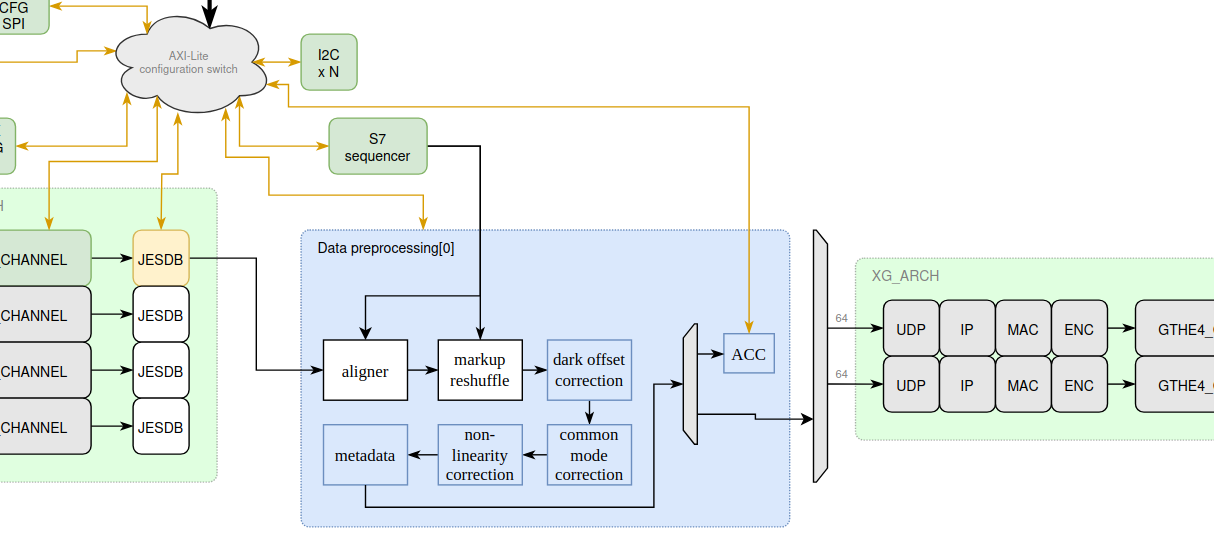 CFG
SPI
AXI-Lite
configuration switch
I2C
x N
S7
sequencer
Data preprocessing[0]
_CHANNEL
JESDB
_CHANNEL
JESDB
_CHANNEL
JESDB
_CHANNEL
JESDB
aligner
markup
reshuffle
dark offset
correction
metadata
non-
linearity
correction
common
mode
correction
ACC
XG_ARCH
64
UDP
IP
MAC
ENC
GTHE4_
64
UDP
IP
MAC
ENC
GTHE4_